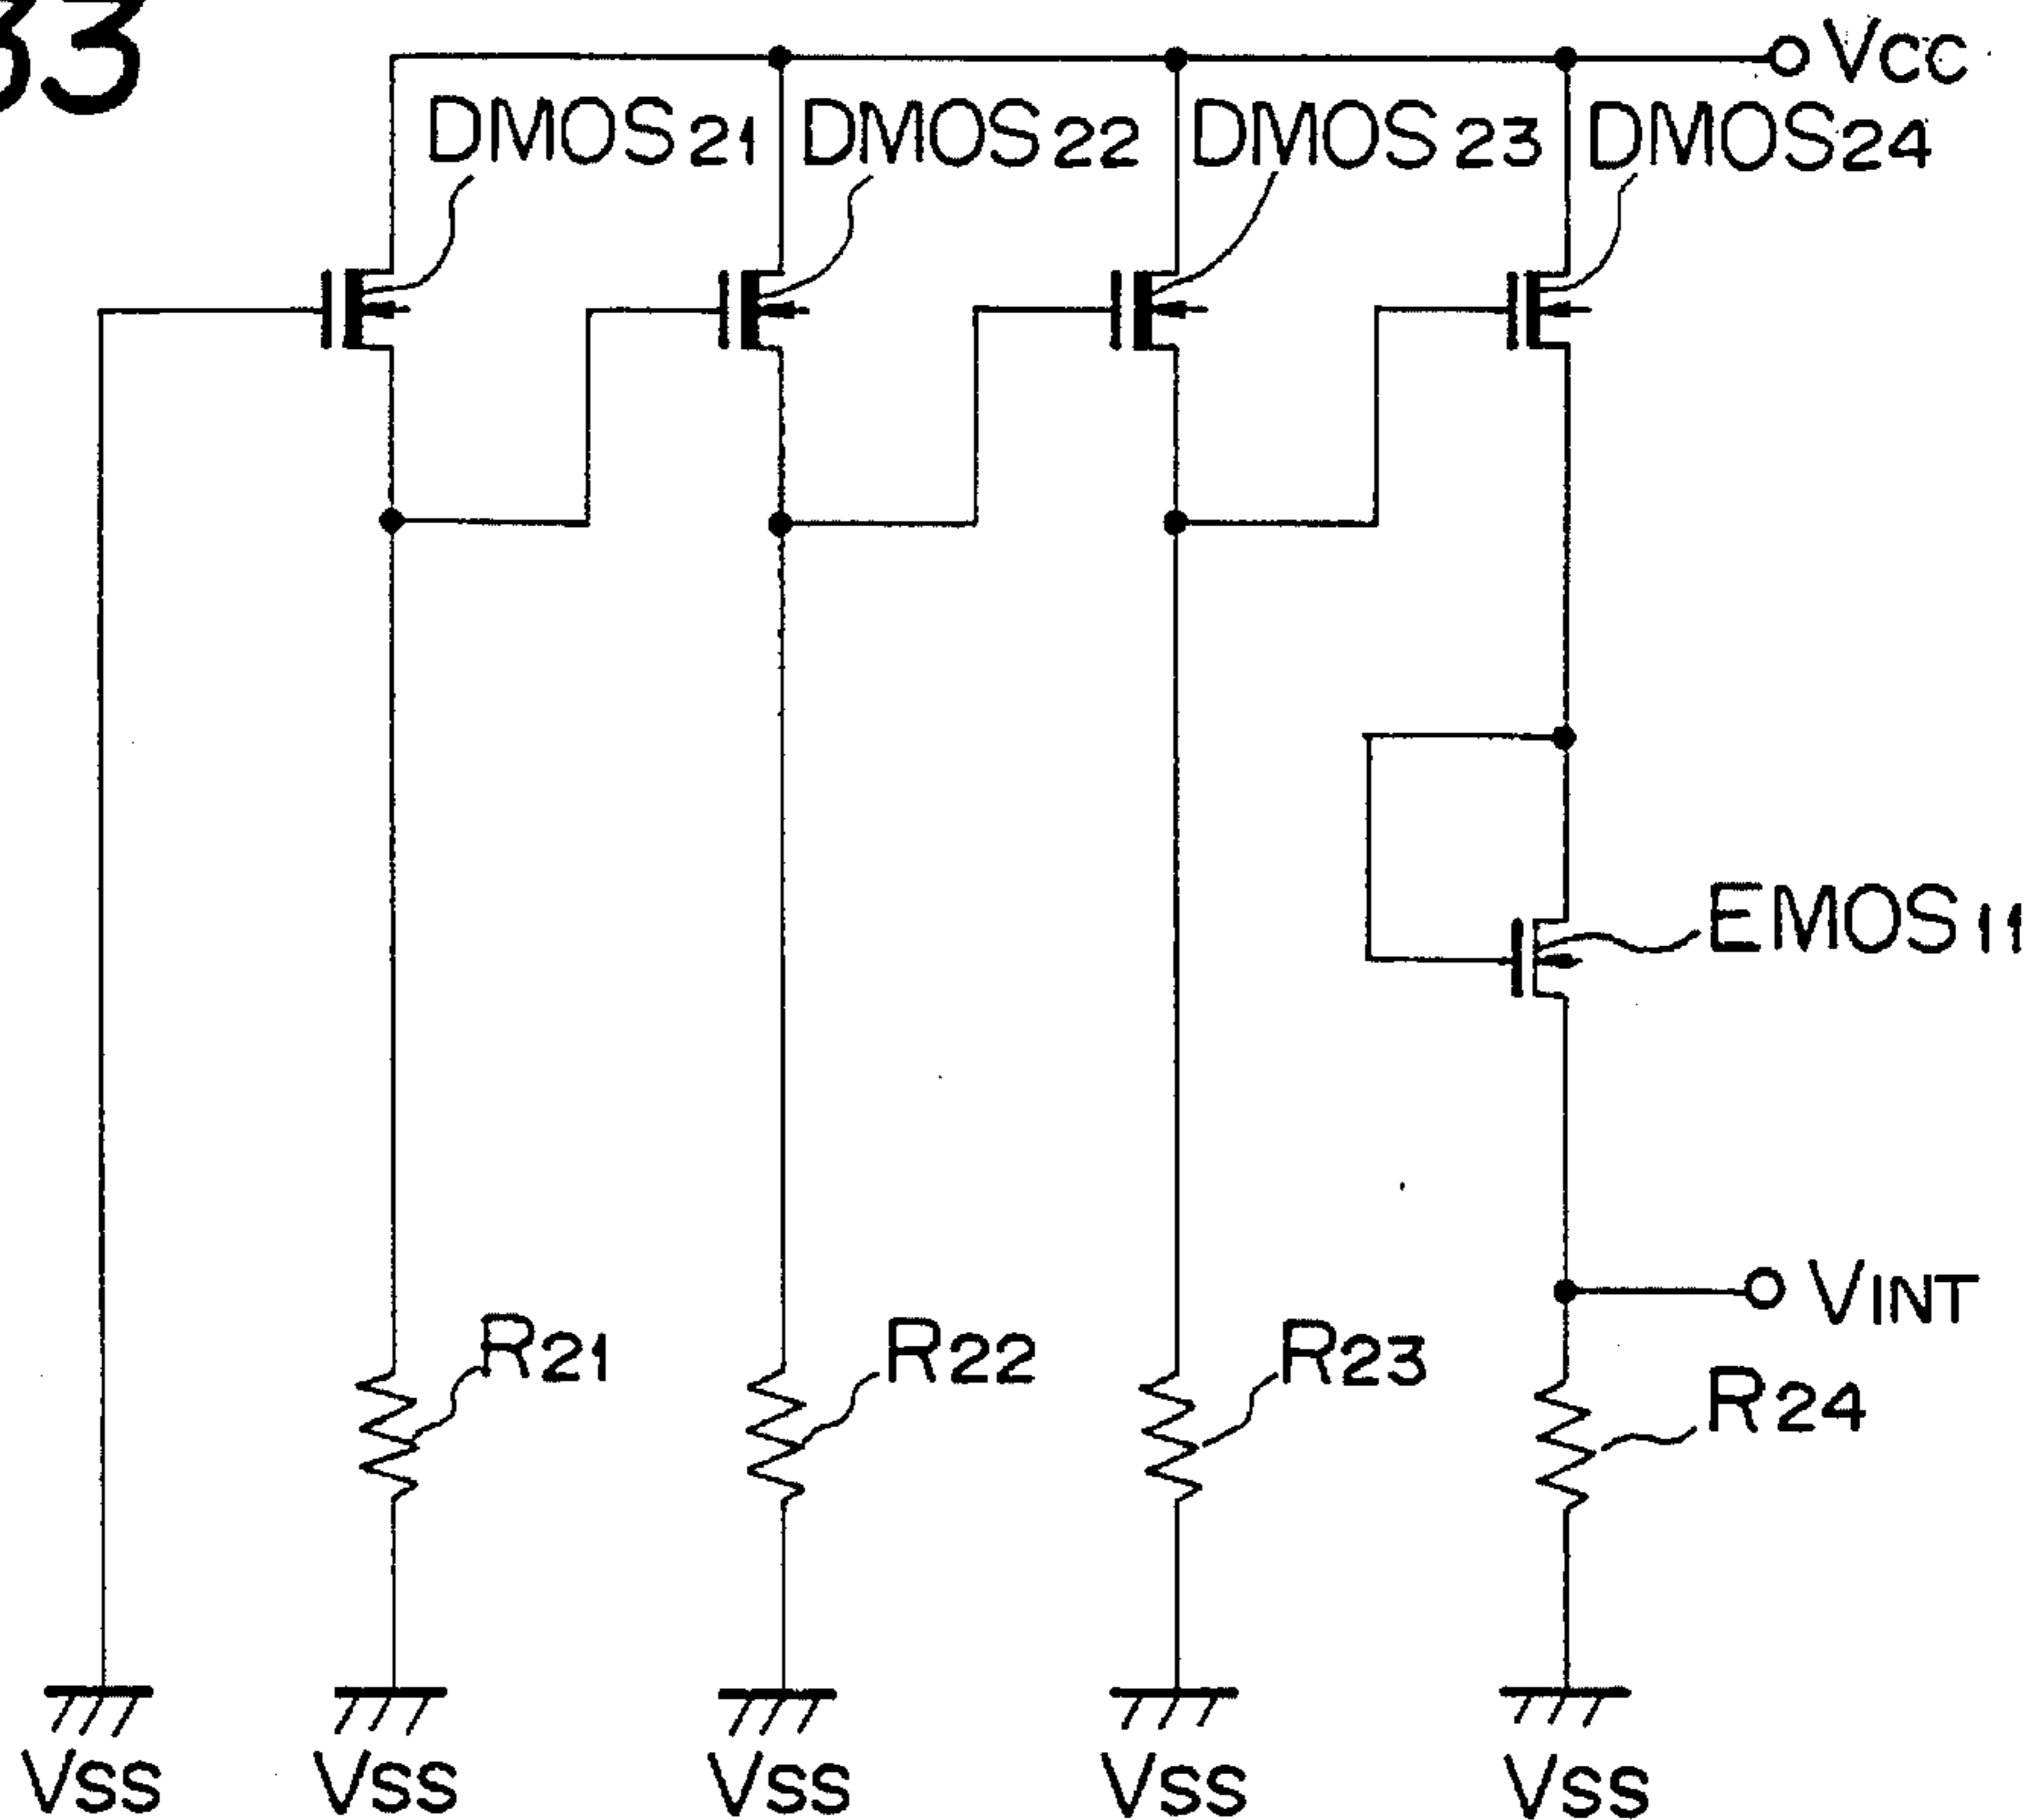 33
VCC
DMOS21 DMOS22 DMOS23 DMOS24
EMOS11
VINT
R21 R22 R23 R24
VSS VSS VSS VSS VSS